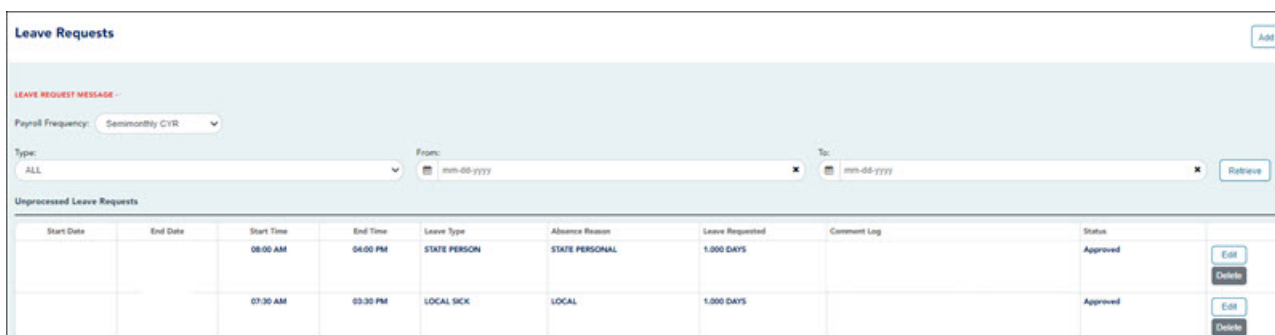 Leave Requests
Add
LEAVE REQUEST MESSAGE -
Payroll Frequency: Semimonthly CYR
Type: From: To:
ALL mm-dd-yyyy mm-dd-yyyy Retrieve
Unprocessed Leave Requests
Start Date End Date Start Time End Time Leave Type Absence Reason Leave Requested Comment Log Status
08:00 AM 04:00 PM STATE PERSON STATE PERSONAL 1.000 DAYS Approved Edit
Delete
07:30 AM 03:30 PM LOCAL SICK LOCAL 1.000 DAYS Approved Edit
Delete